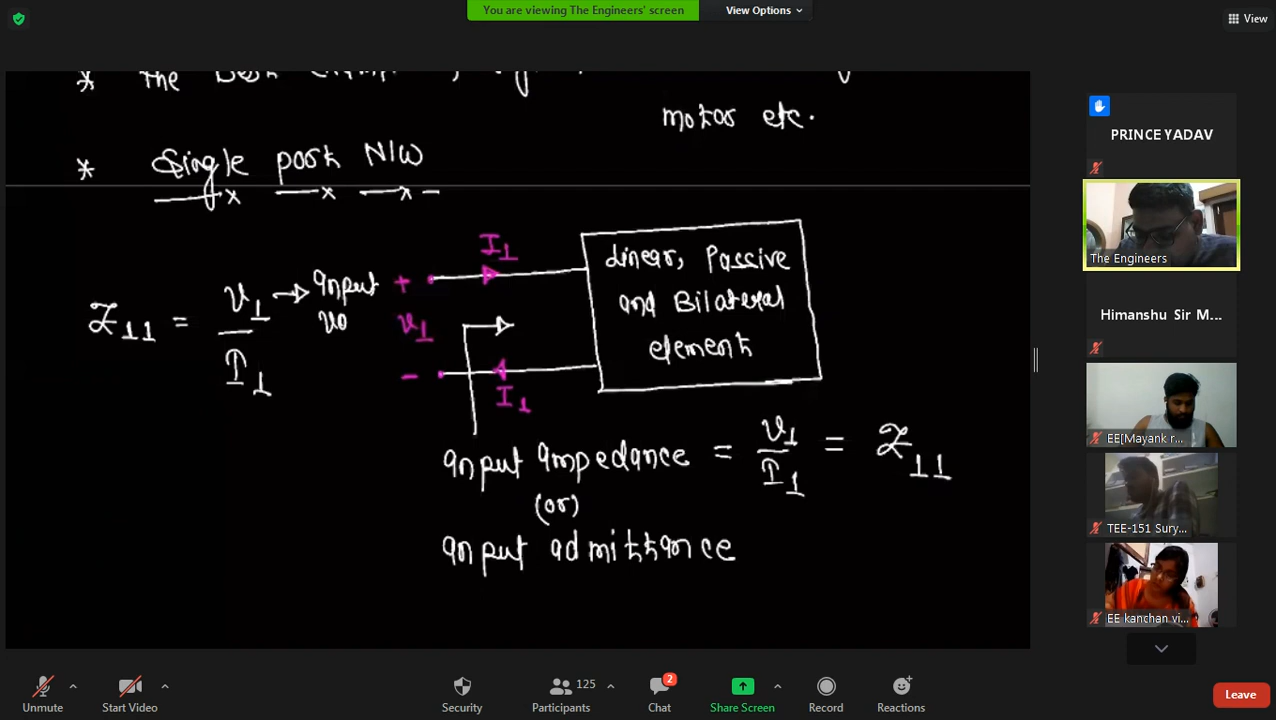 You are viewing The Engineers' screen
View Options
View
* The
motor etc.
* Single port N/W
Z11 = V1 / I1 → input vo
+ I1
V1
- I1
Linear, Passive
and Bilateral
elements
input impedance = V1 / I1 = Z11
(or)
input admittance
PRINCE YADAV
The Engineers
Himanshu Sir M...
EE[Mayank r...
TEE-151 Sury...
EE kanchan vi...
Unmute
Start Video
Security
125
Participants
2
Chat
Share Screen
Record
Reactions
Leave